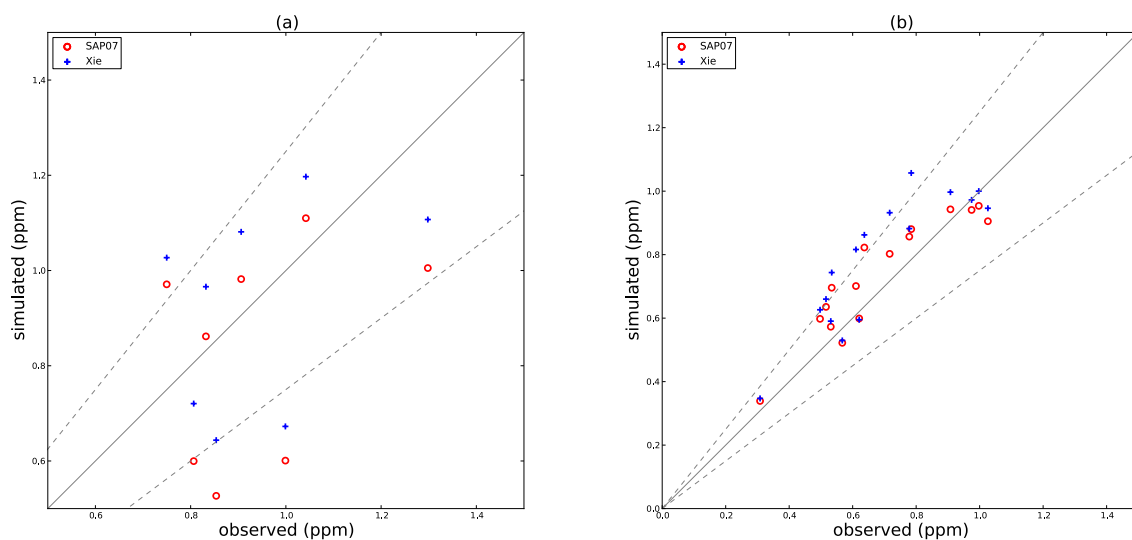 (a)
SAP07
Xie
1.4
1.2
1.0
0.8
0.6
simulated (ppm)
0.6 0.8 1.0 1.2 1.4
observed (ppm)
(b)
SAP07
Xie
1.4
1.2
1.0
0.8
0.6
0.4
0.2
0.0
simulated (ppm)
0.0 0.2 0.4 0.6 0.8 1.0 1.2 1.4
observed (ppm)